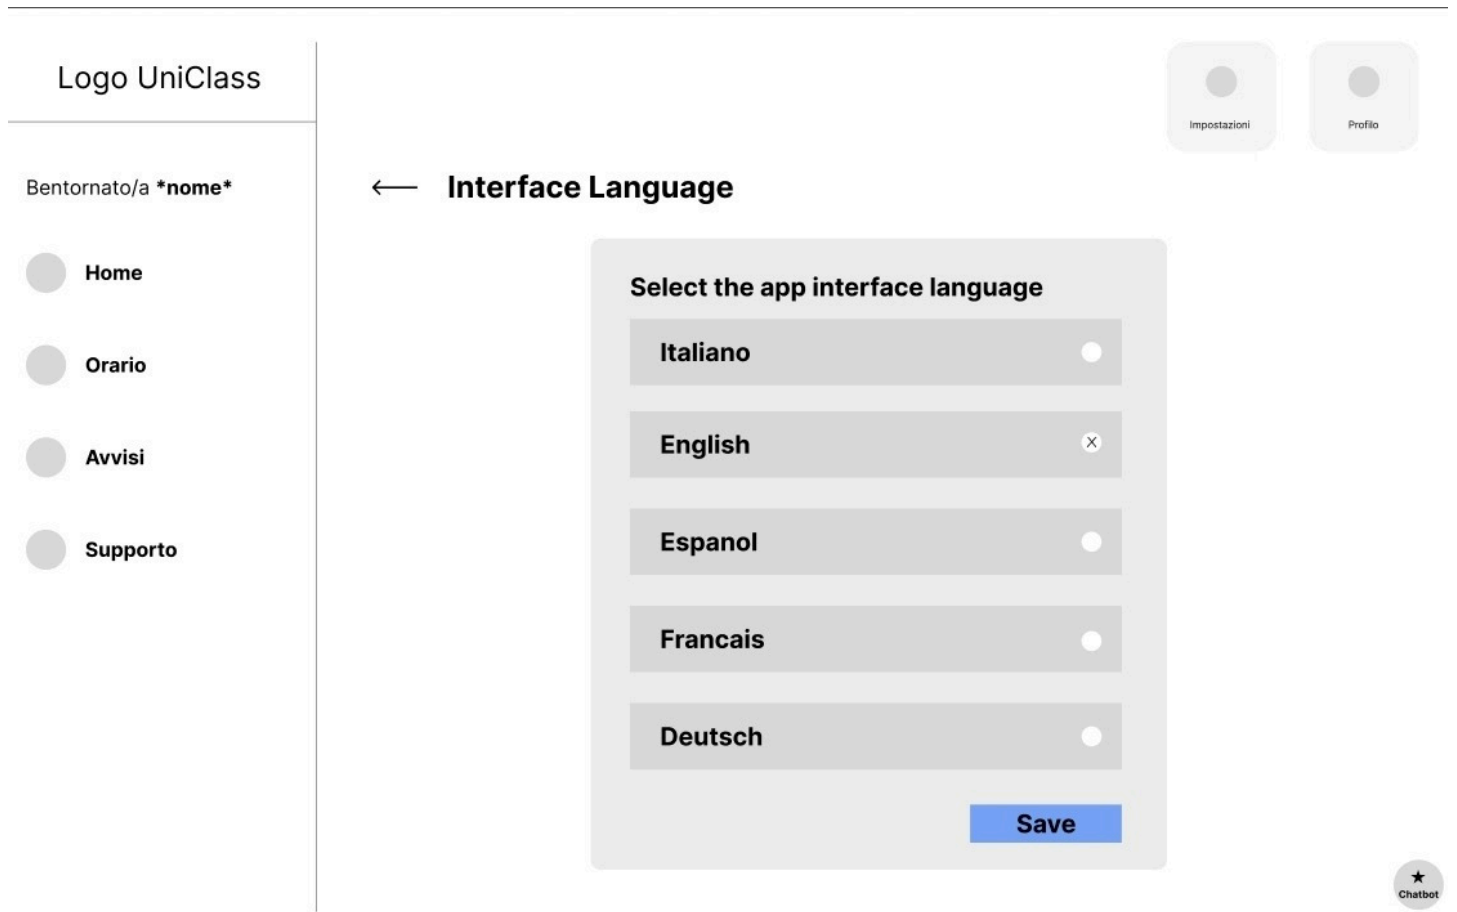 Logo UniClass
Impostazioni
Profilo
Bentornato/a *nome*
Interface Language
Home
Orario
Avvisi
Supporto
Select the app interface language
Italiano
English
X
Espanol
Francais
Deutsch
Save
Chatbot